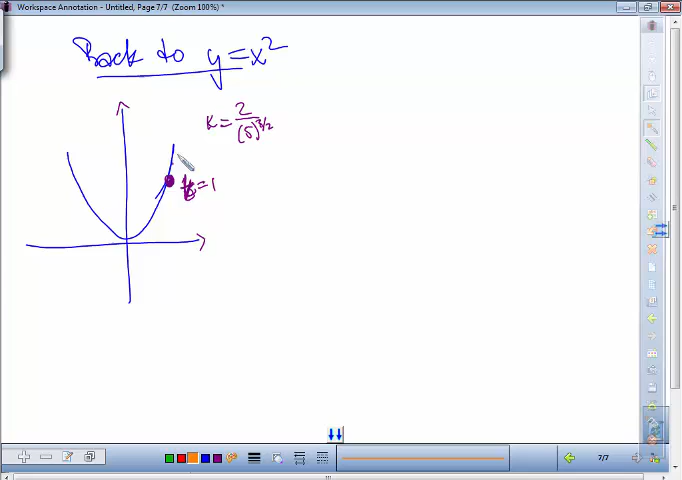 Workspace Annotation - Untitled, Page 7/7 (Zoom 100%) *
Back to y=x²
K = 2/(5)^3/2
=1
7/7